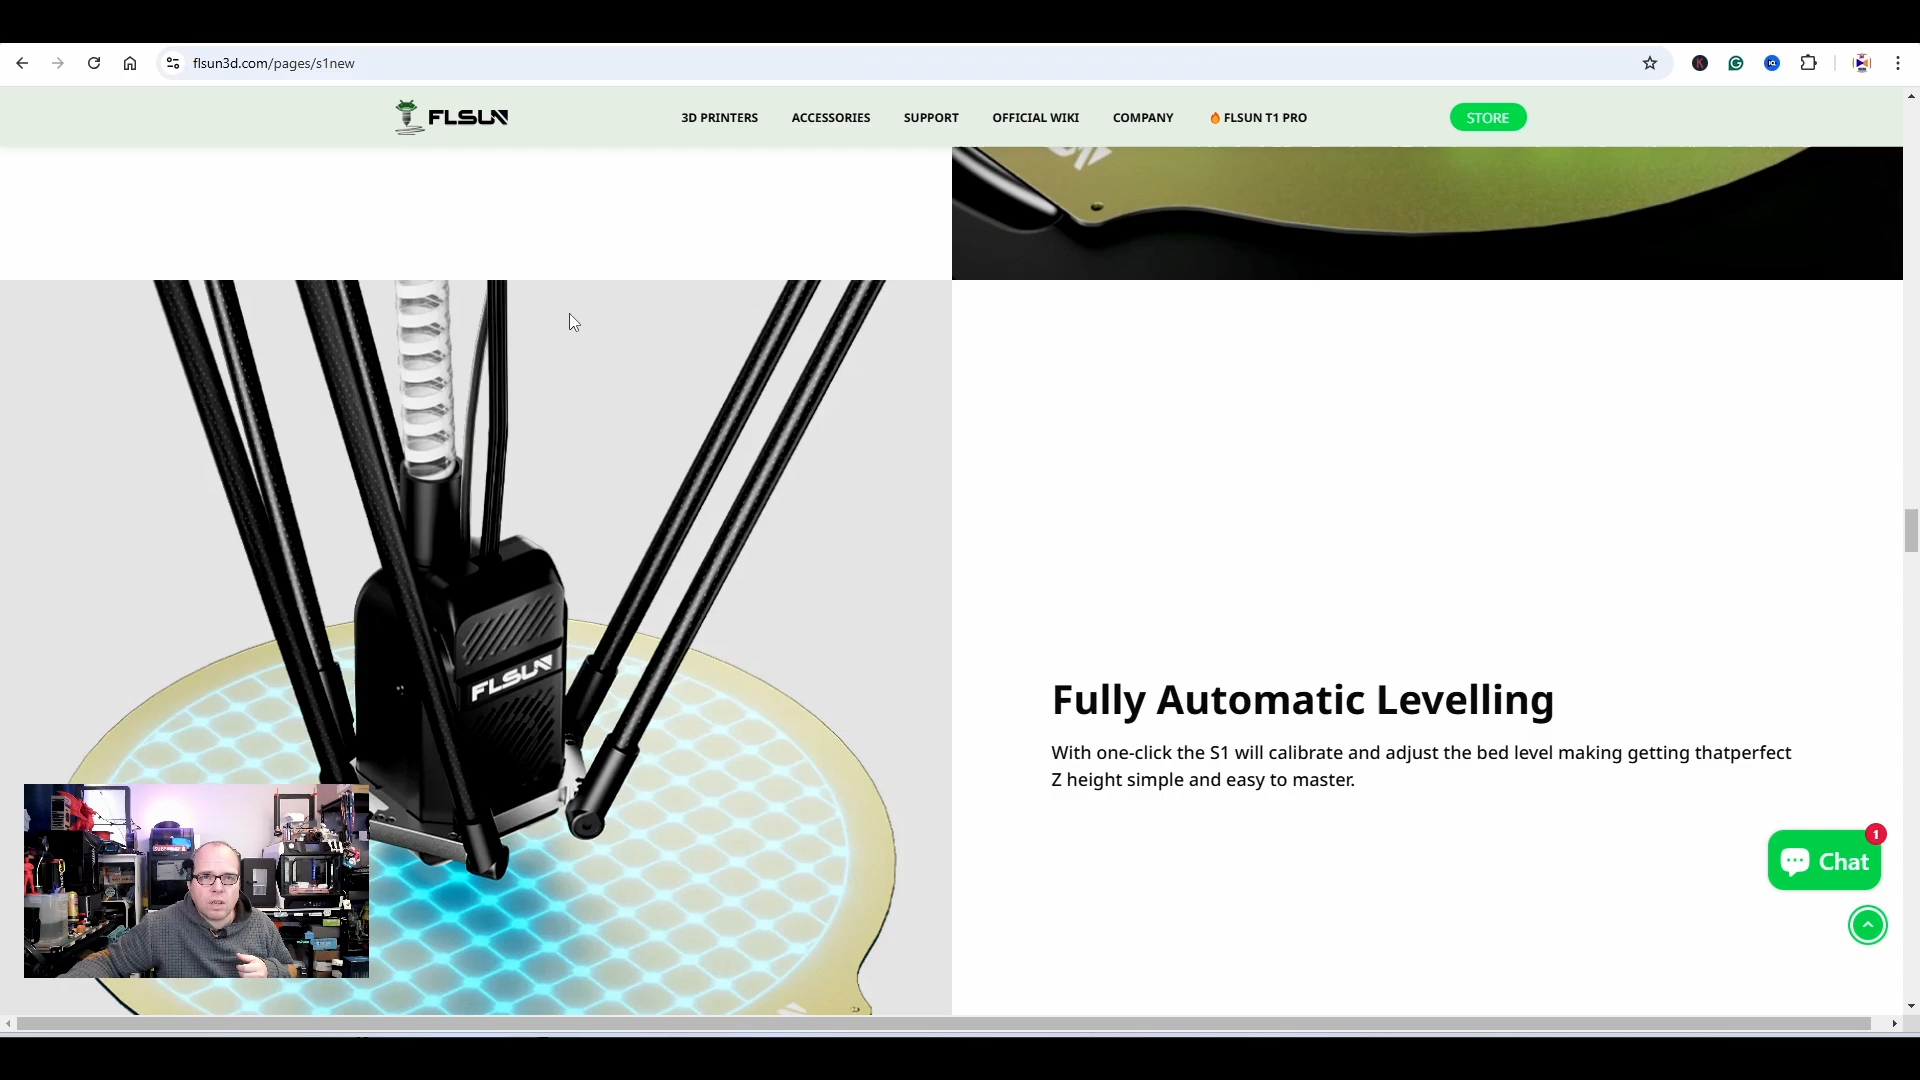 flsun3d.com/pages/s1new
FLSUN
3D PRINTERS
ACCESSORIES
SUPPORT
OFFICIAL WIKI
COMPANY
FLSUN T1 PRO
STORE
FLSUN
Fully Automatic Levelling
With one-click the S1 will calibrate and adjust the bed level making getting thatperfect
Z height simple and easy to master.
1
Chat